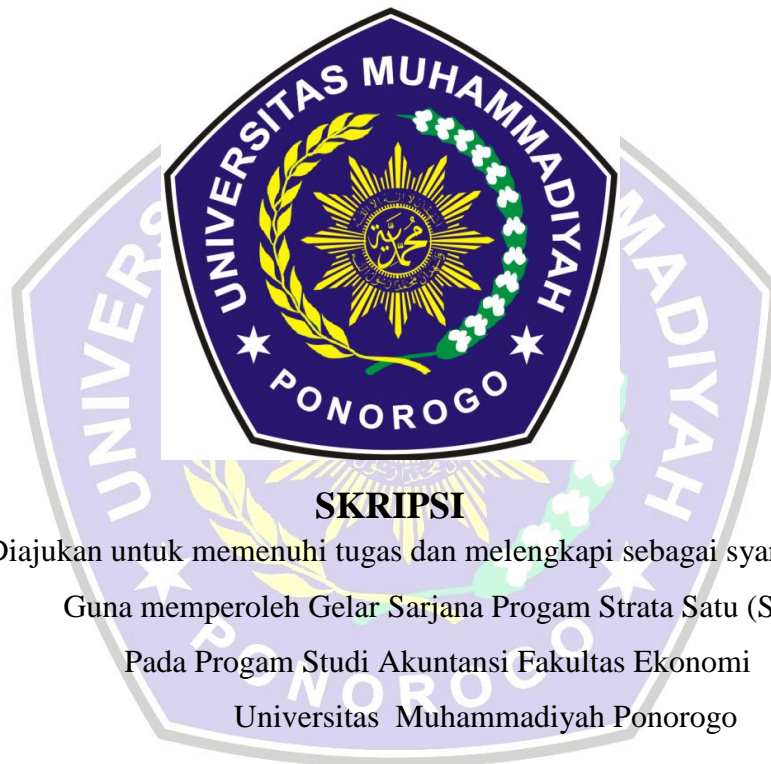 UNIVERSITAS MUHAMMADIYAH
PONOROGO
محمدية
SKRIPSI
Diajukan untuk memenuhi tugas dan melengkapi sebagai
Guna memperoleh Gelar Sarjana Progam Strata Satu (S
Pada Progam Studi Akuntansi Fakultas Ekonomi
Universitas Muhammadiyah Ponorogo